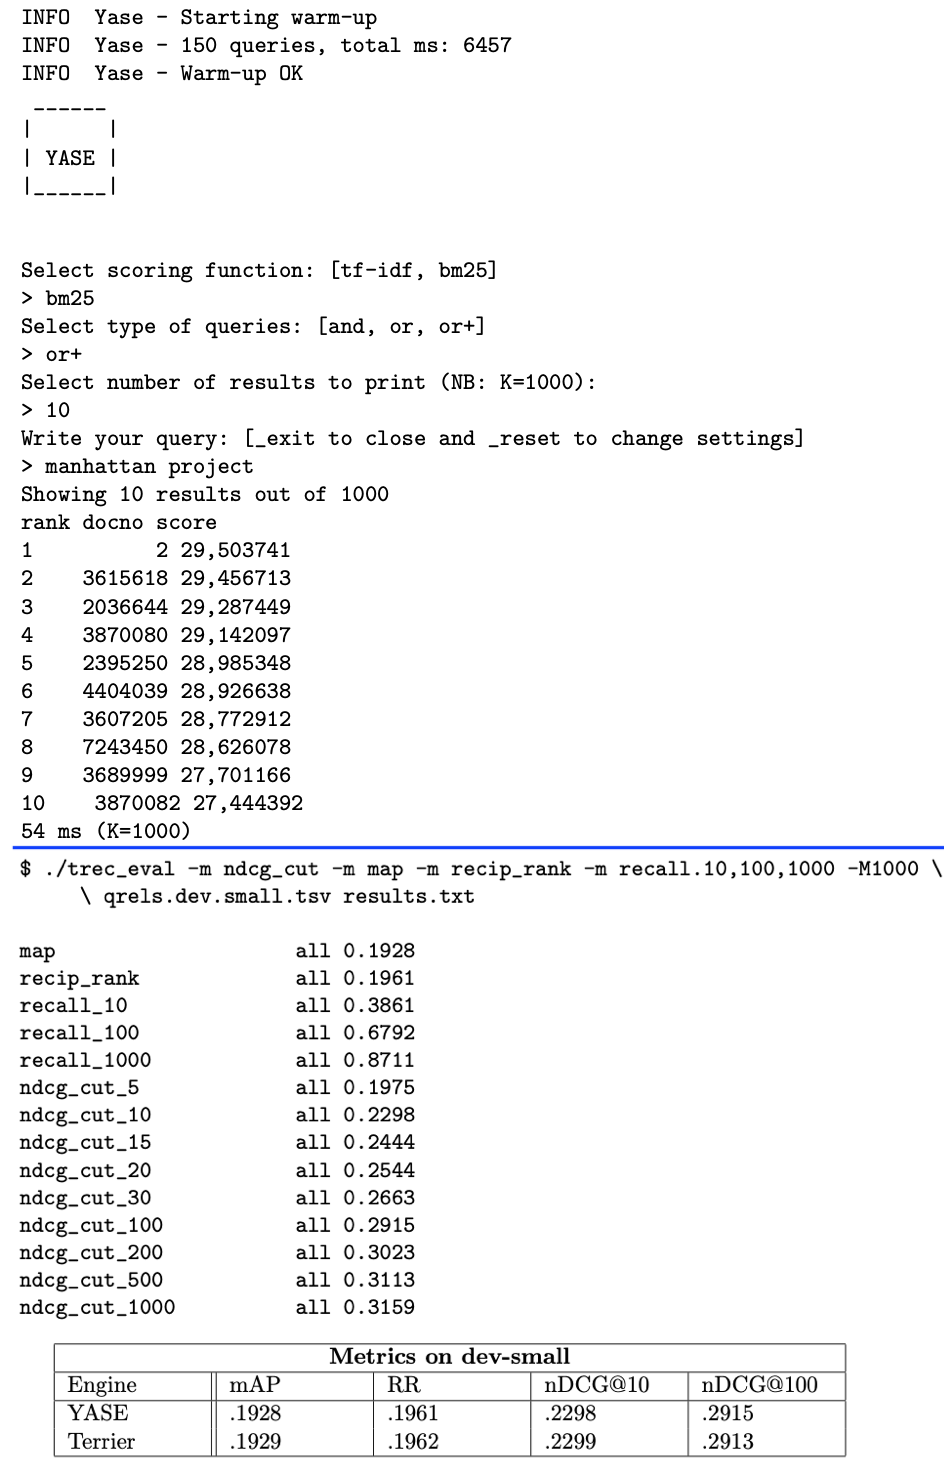 INFO  Yase - Starting warm-up
INFO  Yase - 150 queries, total ms: 6457
INFO  Yase - Warm-up OK
 ______
|      |
| YASE |
|______|
Select scoring function: [tf-idf, bm25]
> bm25
Select type of queries: [and, or, or+]
> or+
Select number of results to print (NB: K=1000):
> 10
Write your query: [_exit to close and _reset to change settings]
> manhattan project
Showing 10 results out of 1000
rank docno score
1          2 29,503741
2    3615618 29,456713
3    2036644 29,287449
4    3870080 29,142097
5    2395250 28,985348
6    4404039 28,926638
7    3607205 28,772912
8    7243450 28,626078
9    3689999 27,701166
10    3870082 27,444392
54 ms (K=1000)
$ ./trec_eval -m ndcg_cut -m map -m recip_rank -m recall.10,100,1000 -M1000 \
     \ qrels.dev.small.tsv results.txt
map                    all 0.1928
recip_rank             all 0.1961
recall_10              all 0.3861
recall_100             all 0.6792
recall_1000            all 0.8711
ndcg_cut_5             all 0.1975
ndcg_cut_10            all 0.2298
ndcg_cut_15            all 0.2444
ndcg_cut_20            all 0.2544
ndcg_cut_30            all 0.2663
ndcg_cut_100           all 0.2915
ndcg_cut_200           all 0.3023
ndcg_cut_500           all 0.3113
ndcg_cut_1000          all 0.3159
Metrics on dev-small
Engine mAP RR nDCG@10 nDCG@100
YASE .1928 .1961 .2298 .2915
Terrier .1929 .1962 .2299 .2913